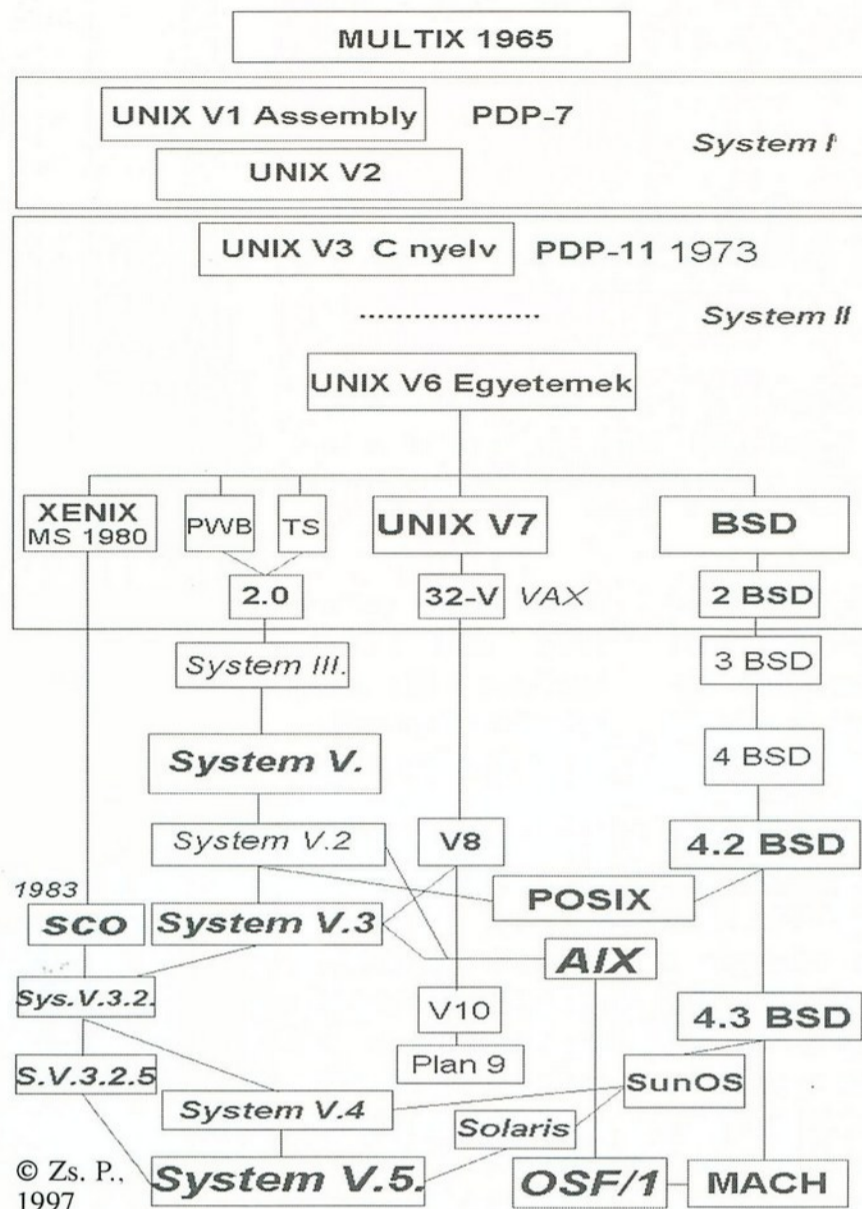 MULTIX 1965
UNIX V1 Assembly PDP-7
System I
UNIX V2
UNIX V3 C nyelv PDP-11 1973
System II
UNIX V6 Egyetemek
XENIX
MS 1980
PWB
TS
UNIX V7
BSD
2.0
32-V VAX
2 BSD
System III.
3 BSD
System V.
4 BSD
System V.2
V8
4.2 BSD
1983
POSIX
SCO
System V.3
AIX
Sys.V.3.2.
V10
4.3 BSD
Plan 9
S.V.3.2.5
SunOS
System V.4
Solaris
System V.5.
OSF/1
MACH
© Zs. P.,
1997